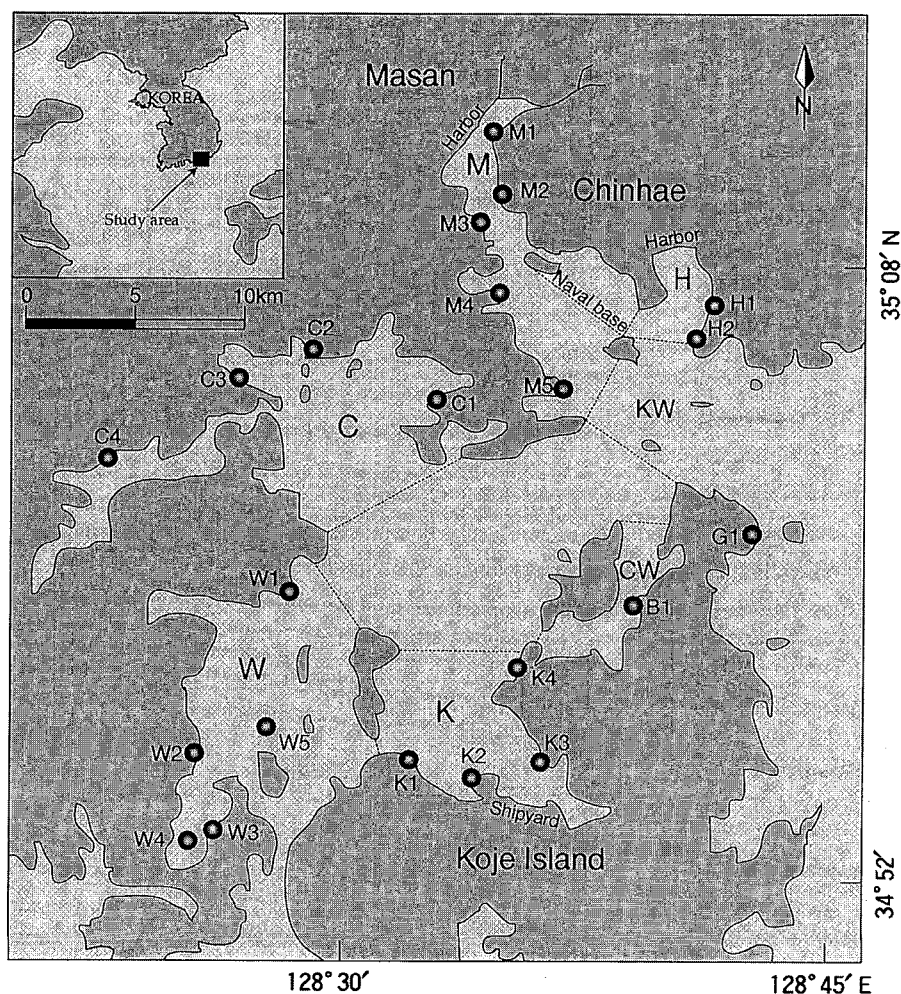 Masan
N
KOREA
Study area
Harbor
M1
M
M2
Chinhae
M3
Harbor
H
35° 08′ N
0 5 10km
Naval base
M4
H1
H2
C2
C3
M5
C1
KW
C
C4
G1
CW
W1
B1
W
K4
K
W5
W2
K3
K2
K1
Shipyard
W3
W4
Koje Island
34° 52′
128° 30′
128° 45′ E